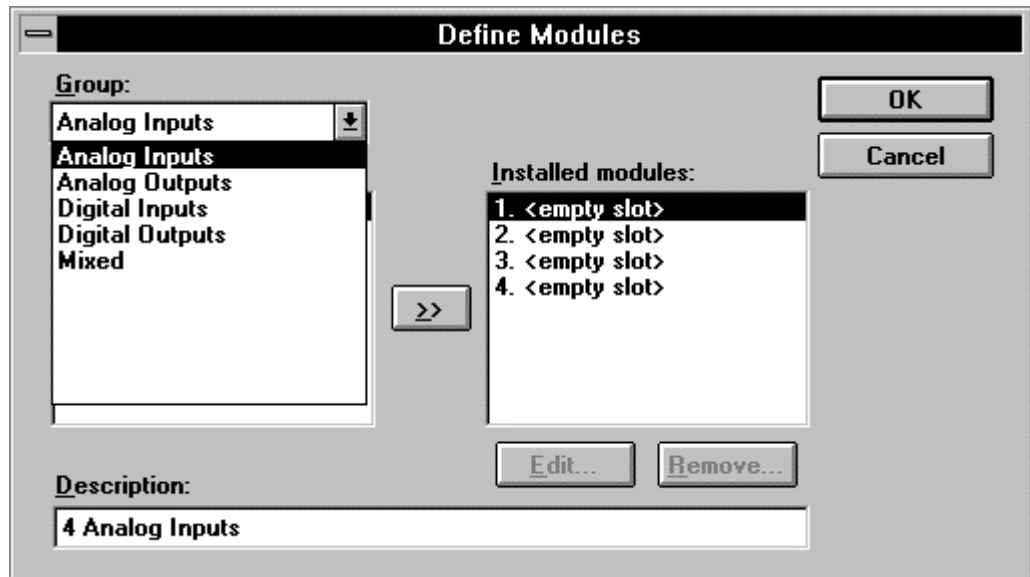 Define Modules
Group:
Analog Inputs
Analog Inputs
Analog Outputs
Digital Inputs
Digital Outputs
Mixed
>>
Installed modules:
1. <empty slot>
2. <empty slot>
3. <empty slot>
4. <empty slot>
OK
Cancel
Edit...
Remove...
Description:
4 Analog Inputs